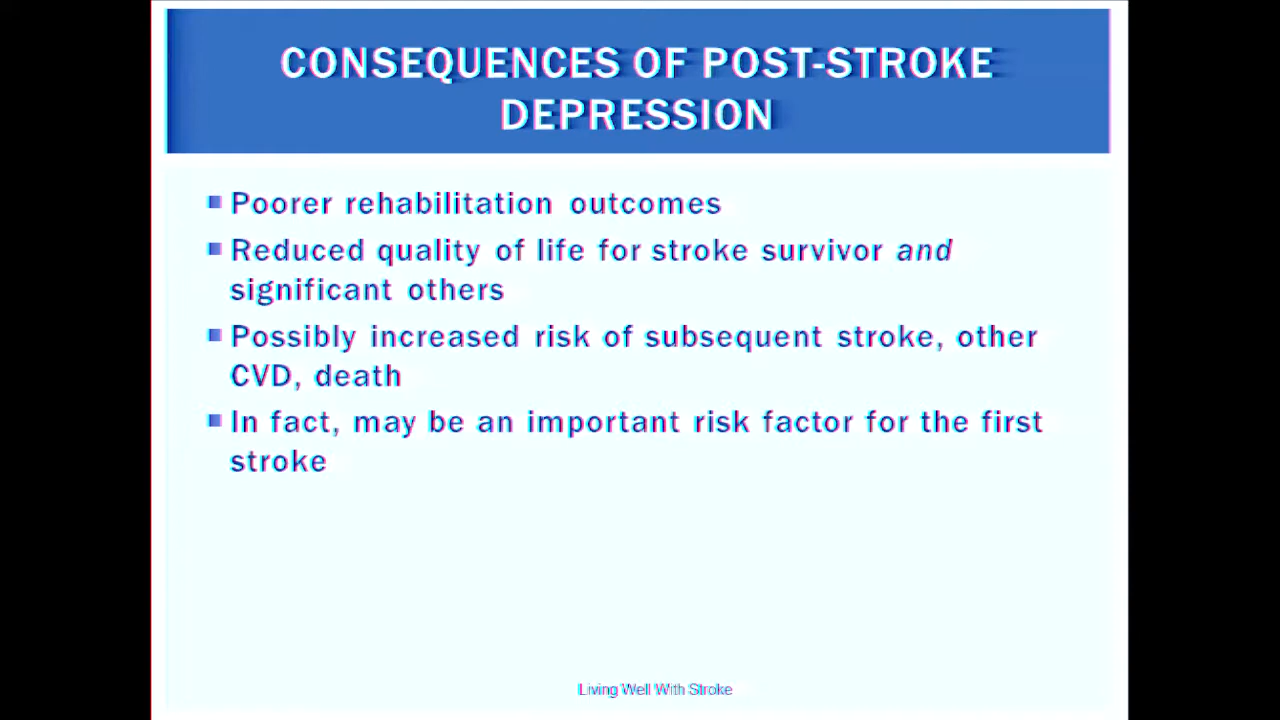 CONSEQUENCES OF POST-STROKE
DEPRESSION
Poorer rehabilitation outcomes
Reduced quality of life for stroke survivor and
significant others
Possibly increased risk of subsequent stroke, other
CVD, death
In fact, may be an important risk factor for the first
stroke
Living Well With Stroke